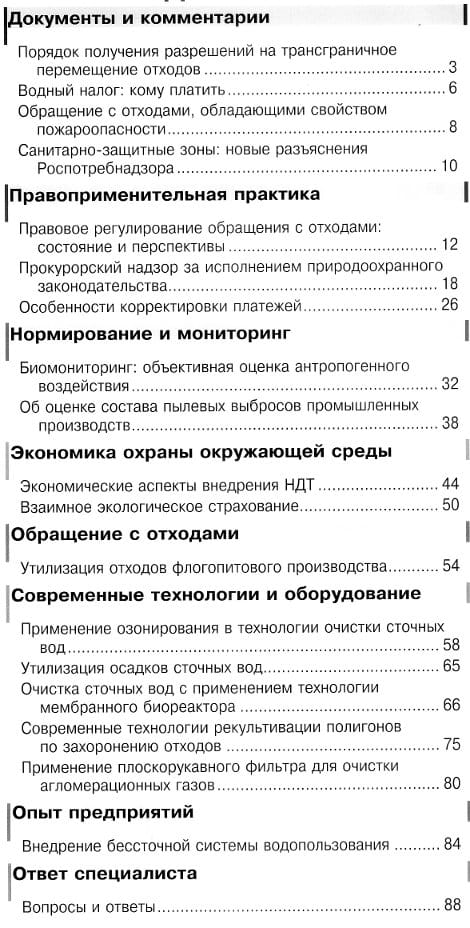 Документы и комментарии
Порядок получения разрешений на трансграничное
перемещение отходов ........ 3
Водный налог: кому платить ........ 6
Обращение с отходами, обладающими свойством
пожароопасности ........ 8
Санитарно-защитные зоны: новые разъяснения
Роспотребнадзора ........ 10
Правоприменительная практика
Правовое регулирование обращения с отходами:
состояние и перспективы ........ 12
Прокурорский надзор за исполнением природоохранного
законодательства ........ 18
Особенности корректировки платежей ........ 26
Нормирование и мониторинг
Биомониторинг: объективная оценка антропогенного
воздействия ........ 32
Об оценке состава пылевых выбросов промышленных
производств ........ 38
Экономика охраны окружающей среды
Экономические аспекты внедрения НДТ ........ 44
Взаимное экологическое страхование ........ 50
Обращение с отходами
Утилизация отходов флогопитового производства ........ 54
Современные технологии и оборудование
Применение озонирования в технологии очистки сточных
вод ........ 58
Утилизация осадков сточных вод ........ 65
Очистка сточных вод с применением технологии
мембранного биореактора ........ 66
Современные технологии рекультивации полигонов
по захоронению отходов ........ 75
Применение плоскорукавного фильтра для очистки
агломерационных газов ........ 80
Опыт предприятий
Внедрение бессточной системы водопользования ........ 84
Ответ специалиста
Вопросы и ответы ........ 88